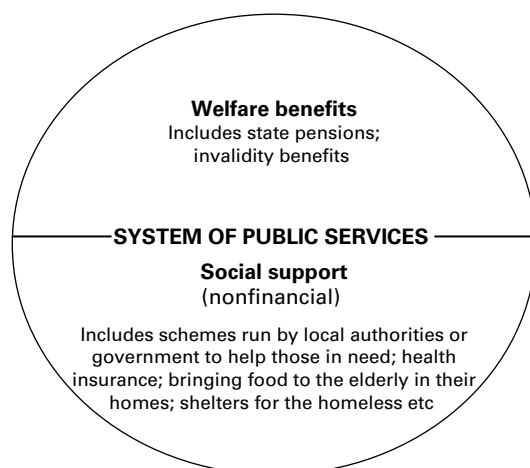 Welfare benefits
Includes state pensions;
invalidity benefits
SYSTEM OF PUBLIC SERVICES
Social support
(nonfinancial)
Includes schemes run by local authorities or
government to help those in need; health
insurance; bringing food to the elderly in their
homes; shelters for the homeless etc